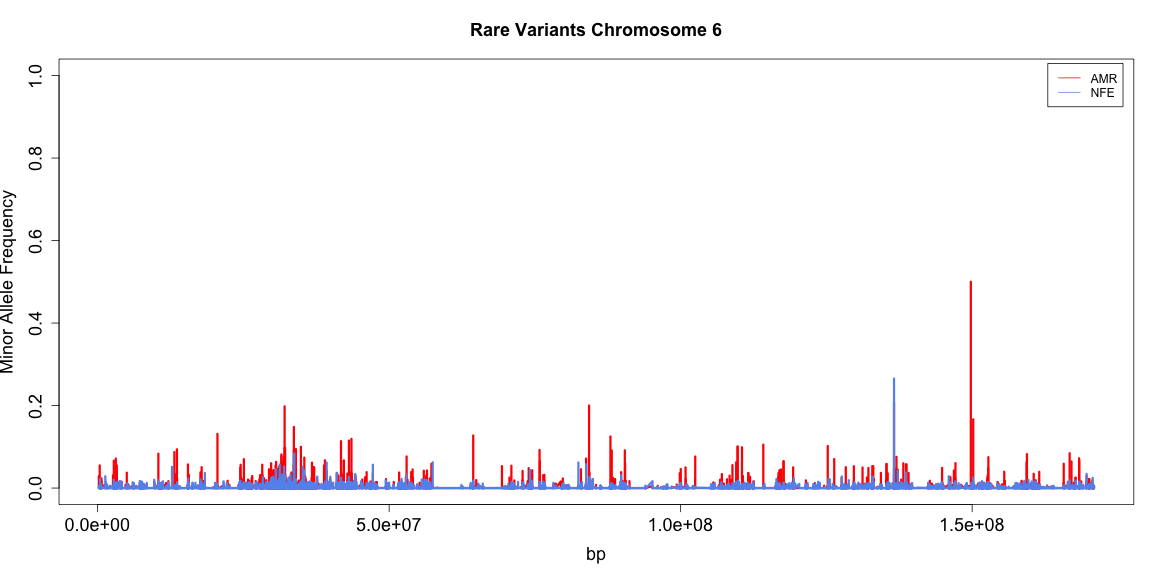 Rare Variants Chromosome 6
AMR
NFE
Minor Allele Frequency
1.0
0.8
0.6
0.4
0.2
0.0
0.0e+00
5.0e+07
1.0e+08
1.5e+08
bp